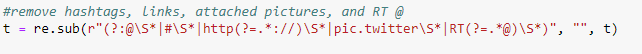 #remove hashtags, links, attached pictures, and RT @
t = re.sub(r"(?:@\S*|#\S*|http(?=.*://)\S*|pic.twitter\S*|RT(?=.*@)\S*)", "", t)